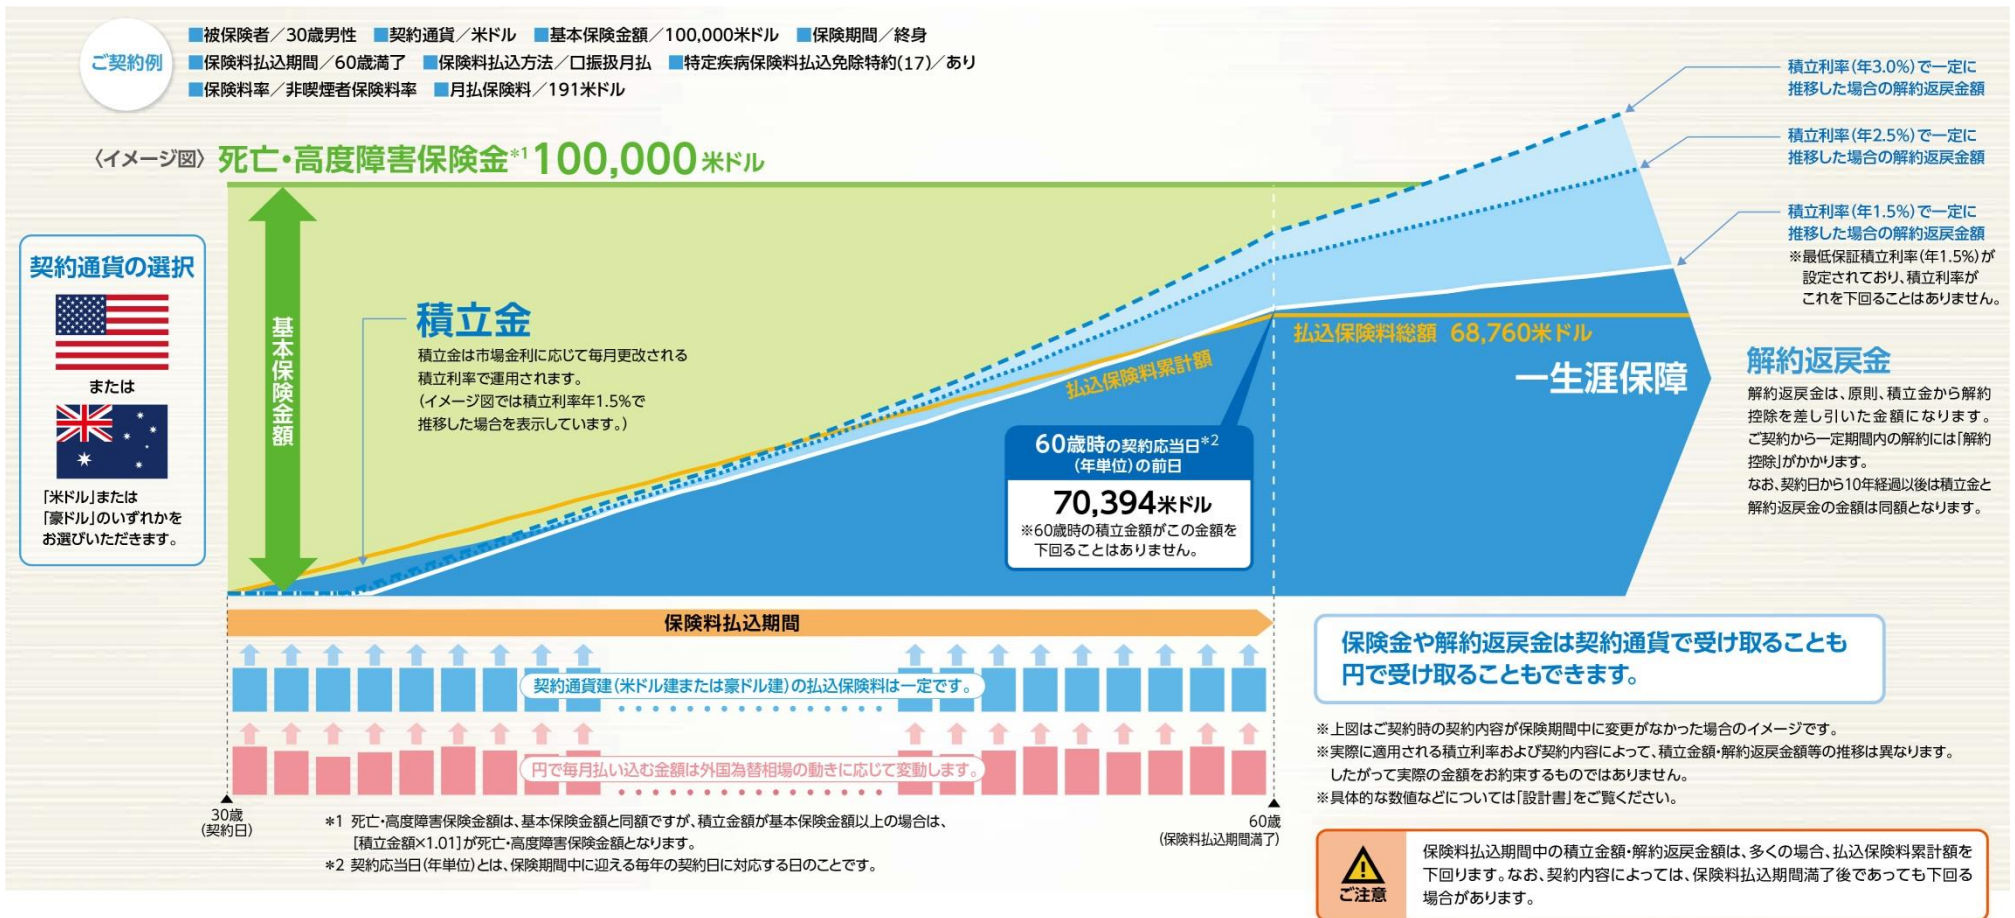 ご契約例
■被保険者／30歳男性　■契約通貨／米ドル　■基本保険金額／100,000米ドル　■保険期間／終身
■保険料払込期間／60歳満了　■保険料払込方法／口振扱月払　■特定疾病保険料払込免除特約(17)／あり
■保険料率／非喫煙者保険料率　■月払保険料／191米ドル
〈イメージ図〉死亡・高度障害保険金*1 100,000米ドル
積立利率(年3.0%)で一定に
推移した場合の解約返戻金額
積立利率(年2.5%)で一定に
推移した場合の解約返戻金額
積立利率(年1.5%)で一定に
推移した場合の解約返戻金額
※最低保証積立利率(年1.5%)が
設定されており、積立利率が
これを下回ることはありません。
契約通貨の選択
または
「米ドル」または
「豪ドル」のいずれかを
お選びいただきます。
基本保険金額
積立金
積立金は市場金利に応じて毎月更改される
積立利率で運用されます。
(イメージ図では積立利率年1.5%で
推移した場合を表示しています。)
払込保険料累計額
払込保険料総額 68,760米ドル
一生涯保障
60歳時の契約応当日*2
(年単位)の前日
70,394米ドル
※60歳時の積立金額がこの金額を
下回ることはありません。
解約返戻金
解約返戻金は、原則、積立金から解約
控除を差し引いた金額になります。
ご契約から一定期間内の解約には「解約
控除」がかかります。
なお、契約日から10年経過以後は積立金と
解約返戻金の金額は同額となります。
保険料払込期間
契約通貨建(米ドル建または豪ドル建)の払込保険料は一定です。
円で毎月払い込む金額は外国為替相場の動きに応じて変動します。
30歳
(契約日)
60歳
(保険料払込期間満了)
*1 死亡・高度障害保険金額は、基本保険金額と同額ですが、積立金額が基本保険金額以上の場合は、
[積立金額×1.01]が死亡・高度障害保険金額となります。
*2 契約応当日(年単位)とは、保険期間中に迎える毎年の契約日に対応する日のことです。
保険金や解約返戻金は契約通貨で受け取ることも
円で受け取ることもできます。
※上図はご契約時の契約内容が保険期間中に変更がなかった場合のイメージです。
※実際に適用される積立利率および契約内容によって、積立金額・解約返戻金額等の推移は異なります。
したがって実際の金額をお約束するものではありません。
※具体的な数値などについては「設計書」をご覧ください。
ご注意
保険料払込期間中の積立金額・解約返戻金額は、多くの場合、払込保険料累計額を
下回ります。なお、契約内容によっては、保険料払込期間満了後であっても下回る
場合があります。